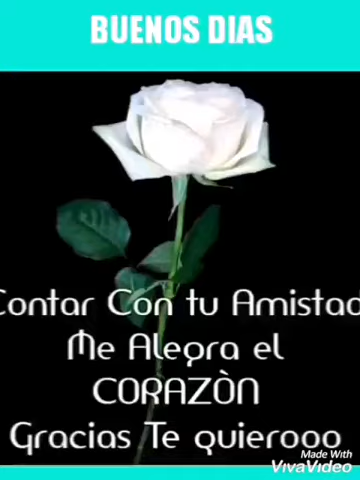 BUENOS DIAS
Contar Con tu Amistad
Me Alegra el
CORAZÒN
Gracias Te quierooo
Made With
VivaVideo